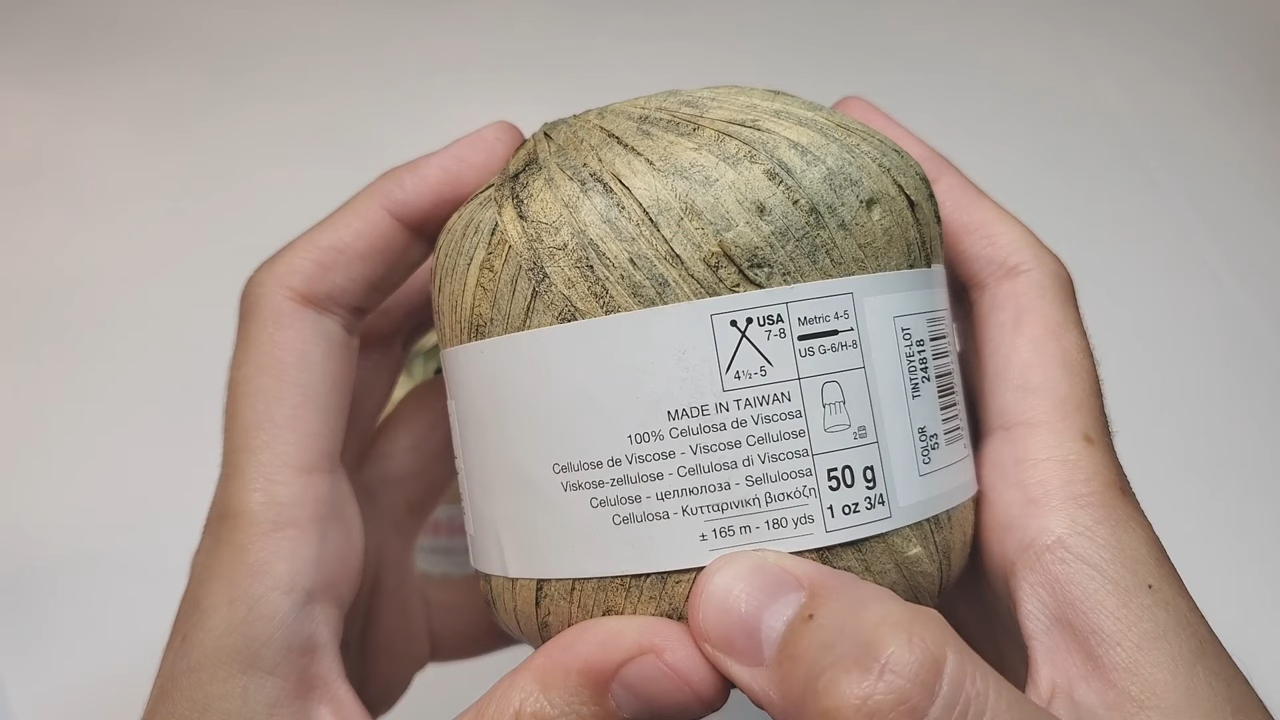 USA
7-8
4½-5
Metric 4-5
US G-6/H-8
MADE IN TAIWAN
100% Celulosa de Viscosa
Cellulose de Viscose - Viscose Cellulose
Viskose-zellulose - Cellulosa di Viscosa
Celulose - целлюлоза - Selluloosa
Cellulosa - Κυτταρινική βισκόζη
± 165 m - 180 yds
2
50 g
1 oz 3/4
TINT/DYE-LOT
24818
COLOR
53